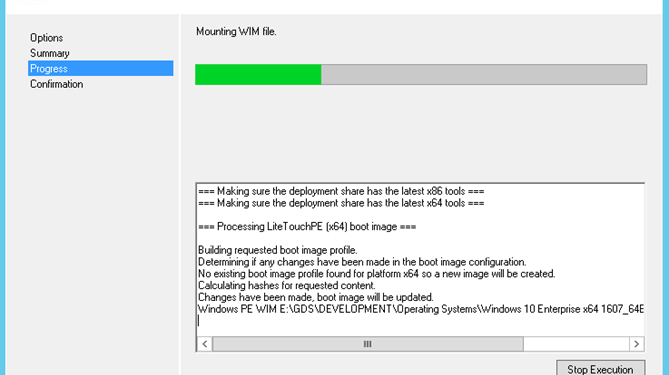 Mounting WIM file.
Options
Summary
Progress
Confirmation
=== Making sure the deployment share has the latest x86 tools ===
=== Making sure the deployment share has the latest x64 tools ===
=== Processing LiteTouchPE (x64) boot image ===
Building requested boot image profile.
Determining if any changes have been made in the boot image configuration.
No existing boot image profile found for platform x64 so a new image will be created.
Calculating hashes for requested content.
Changes have been made, boot image will be updated.
Windows PE WIM E:\GDS\DEVELOPMENT\Operating Systems\Windows 10 Enterprise x64 1607_64B
Stop Execution